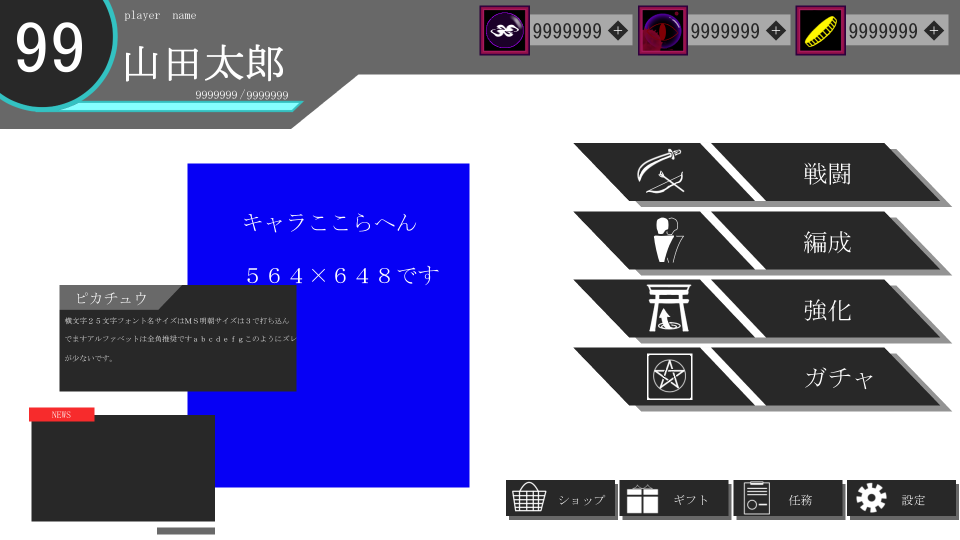 player name
99
山田太郎
9999999/9999999
9999999
9999999
9999999
キャラここらへん
５６４×６４８です
ピカチュウ
横文字２５文字フォント名サイズはＭＳ明朝サイズは３で打ち込ん
でますアルファベットは全角推奨ですａｂｃｄｅｆｇこのようにズレ
が少ないです。
NEWS
戦闘
編成
強化
ガチャ
ショップ
ギフト
任務
設定